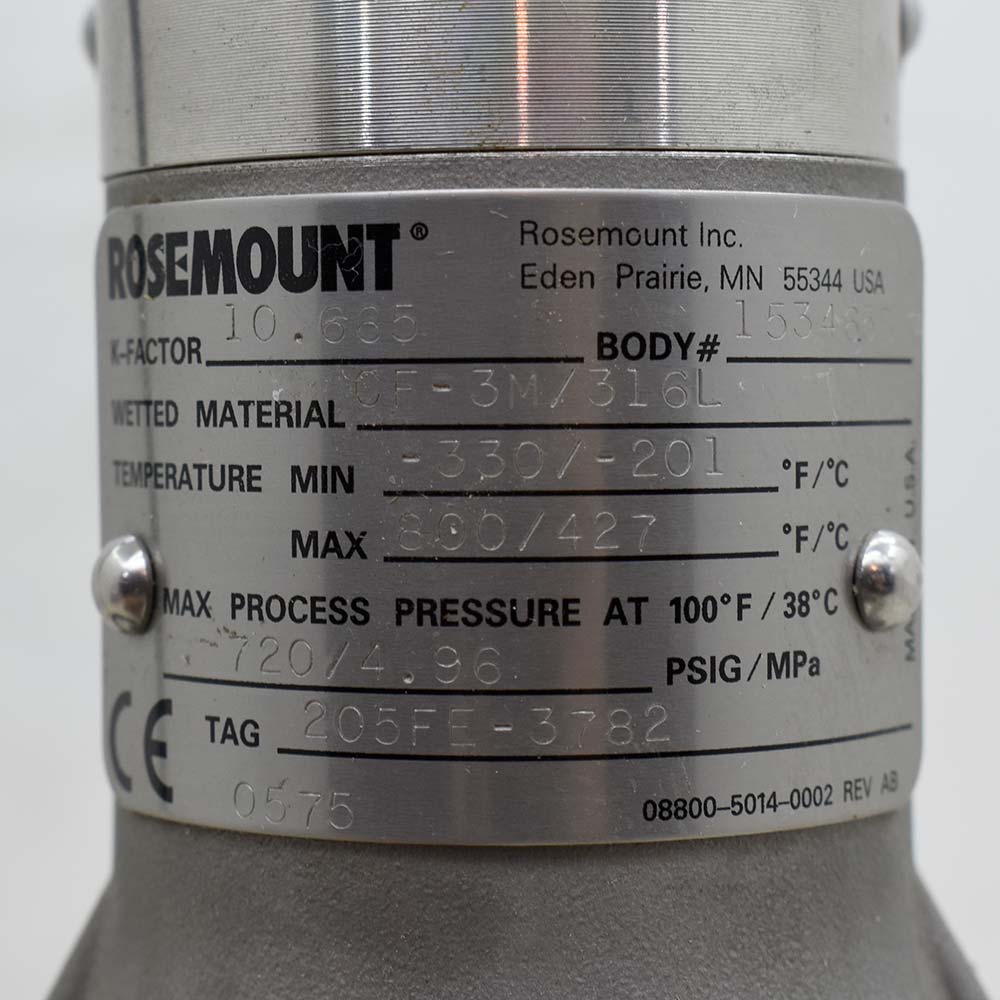 ROSEMOUNT® Rosemount Inc.
Eden Prairie, MN 55344 USA
K-FACTOR 10.665 BODY#
WETTED MATERIAL CF-3M/316L
TEMPERATURE MIN -330/-201 °F/°C
MAX 800/427 °F/°C
MAX PROCESS PRESSURE AT 100°F/38°C
720/4.96 PSIG/MPa
CE TAG 205FE-3782
0575 08800-5014-0002 REV AB
U.S.A.